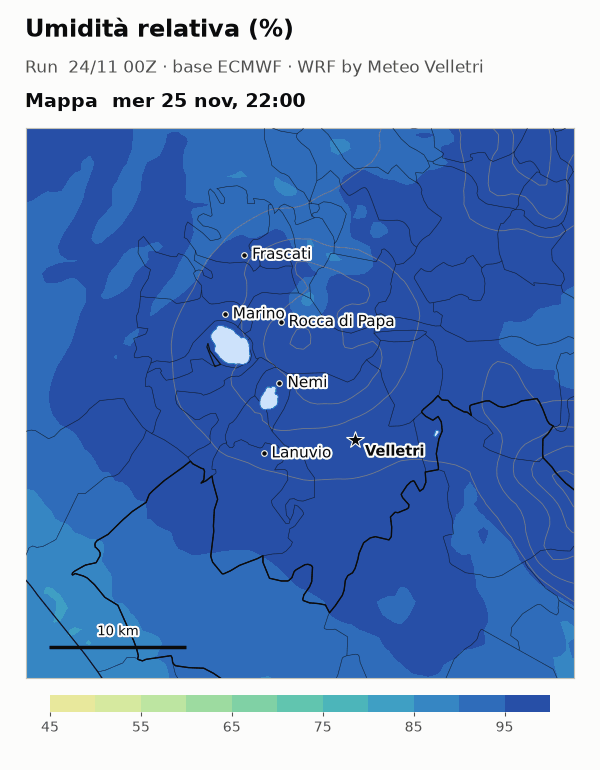 Umidità relativa (%)
Run  24/11 00Z · base ECMWF · WRF by Meteo Velletri
Mappa  mer 25 nov, 22:00
Frascati
Marino
Rocca di Papa
Nemi
Lanuvio
Velletri
10 km
45 55 65 75 85 95